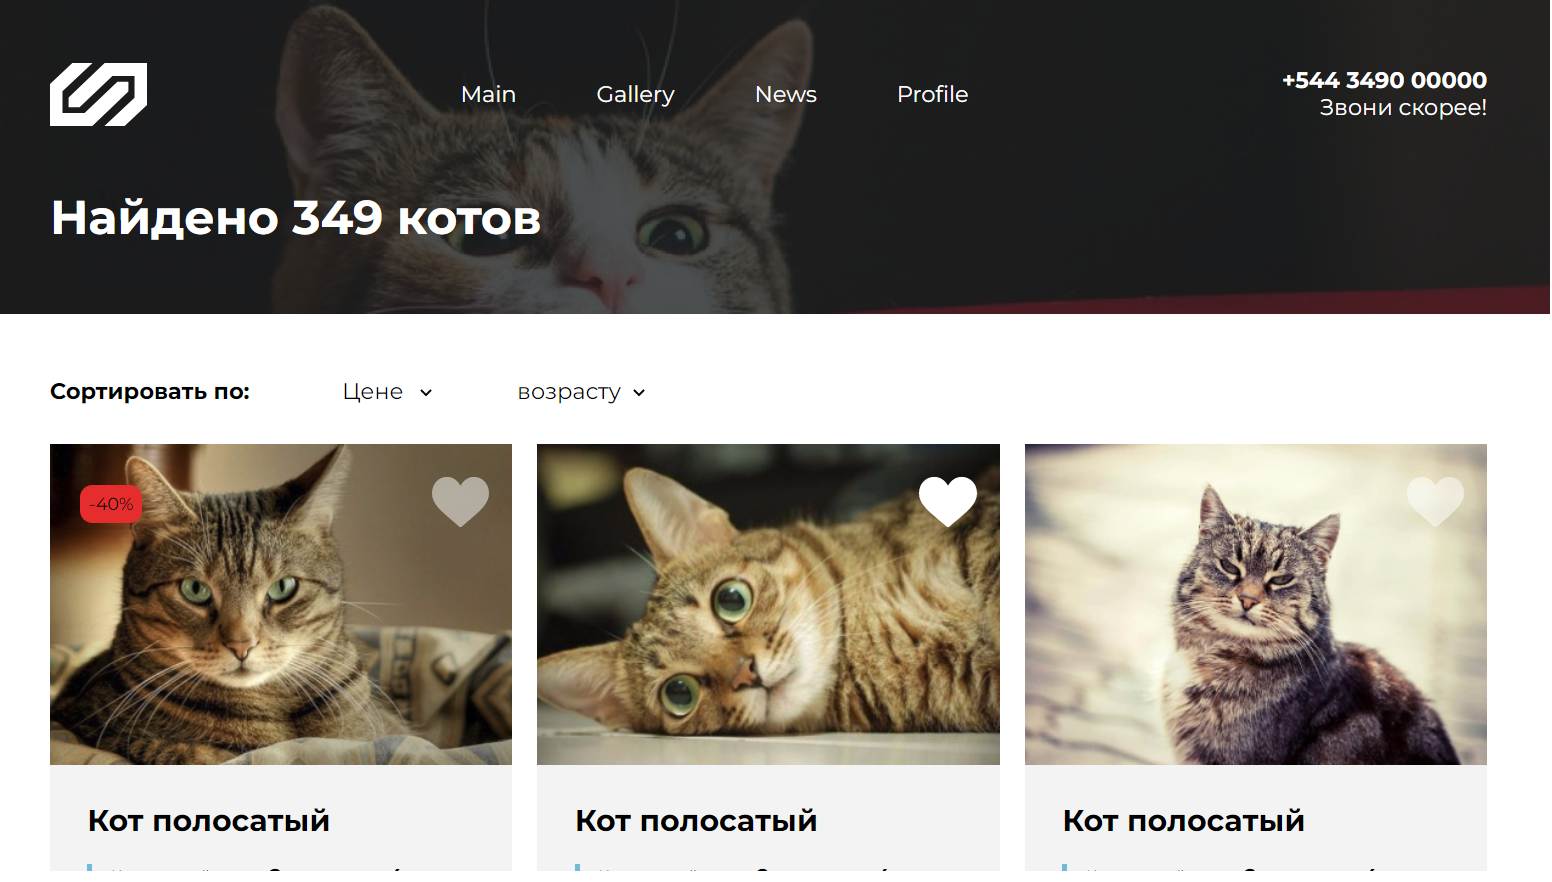 Main
Gallery
News
Profile
+544 3490 00000
Звони скорее!
Найдено 349 котов
Сортировать по:
Цене
возрасту
-40%
Кот полосатый
Кот полосатый
Кот полосатый